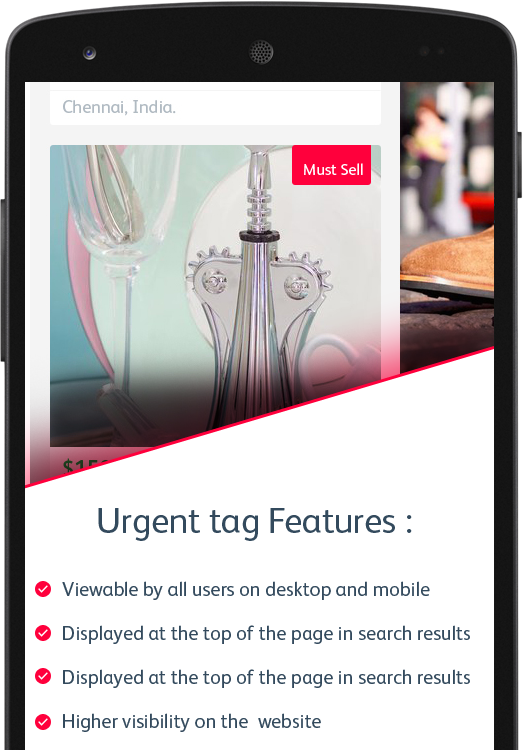 Chennai, India.
Must Sell
Urgent tag Features :
Viewable by all users on desktop and mobile
Displayed at the top of the page in search results
Displayed at the top of the page in search results
Higher visibility on the  website